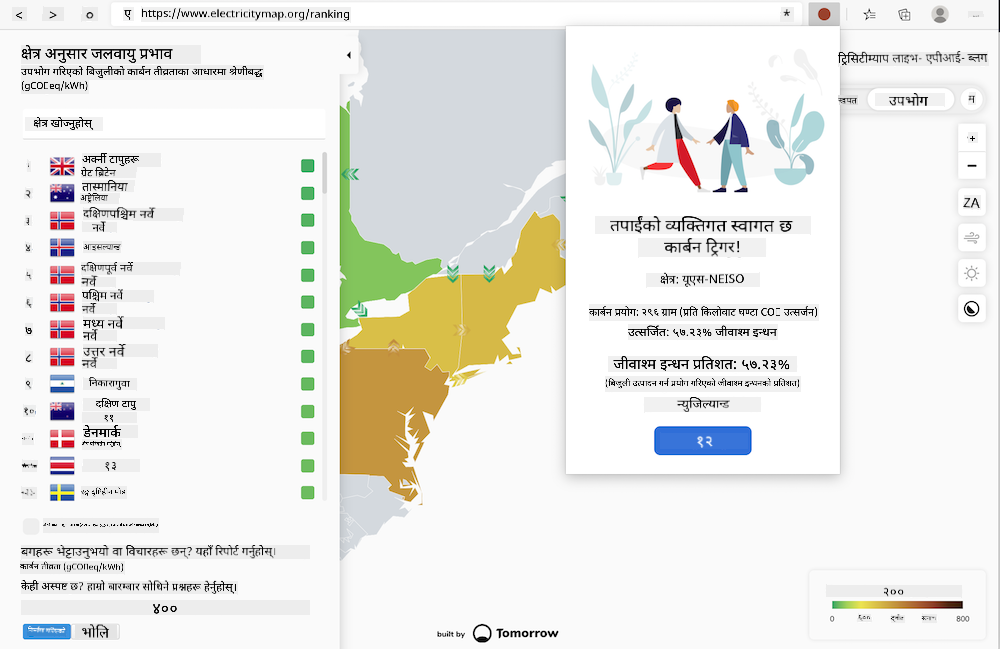 https://www.electricitymap.org/ranking
क्षेत्र अनुसार जलवायु प्रभाव
उपभोग गरिएको बिजुलीको कार्बन तीव्रताका आधारमा श्रेणीबद्ध
(gCO□eq/kWh)
क्षेत्र खोज्नुहोस्
अर्क्नी टापुहरू
ग्रेट ब्रिटेन
२
तास्मानिया
अष्ट्रेलिया
३
दक्षिणपश्चिम नर्वे
नर्वे
४
आइसल्यान्ड
५
दक्षिणपूर्व नर्वे
नर्वे
६
पश्चिम नर्वे
नर्वे
७
मध्य नर्वे
नर्वे
८
उत्तर नर्वे
नर्वे
९
निकारागुवा
१०
दक्षिण टापु
११
डेनमार्क
१३
बगहरू भेट्टाउनुभयो वा विचारहरू छन्? यहाँ रिपोर्ट गर्नुहोस्।
कार्बन तीव्रता (gCO□eq/kWh)
केही अस्पष्ट छ? हाम्रो बारम्बार सोधिने प्रश्नहरू हेर्नुहोस्।
४००
भोलि
built by Tomorrow
तपाईंको व्यक्तिगत स्वागत छ
कार्बन ट्रिगर!
क्षेत्र: यूएस-NEISO
कार्बन प्रयोग: २९६ ग्राम (प्रति किलोवाट घण्टा CO□ उत्सर्जन)
उत्सर्जित: ५७.२३% जीवाश्म इन्धन
जीवाश्म इन्धन प्रतिशत: ५७.२३%
(बिजुली उत्पादन गर्न प्रयोग गरिएको जीवाश्म इन्धनको प्रतिशत)
न्युजिल्यान्ड
१२
ट्रिसिटीम्याप लाइभ- एपीआई- ब्लग
उपभोग
+
−
ZA
२००
0
800